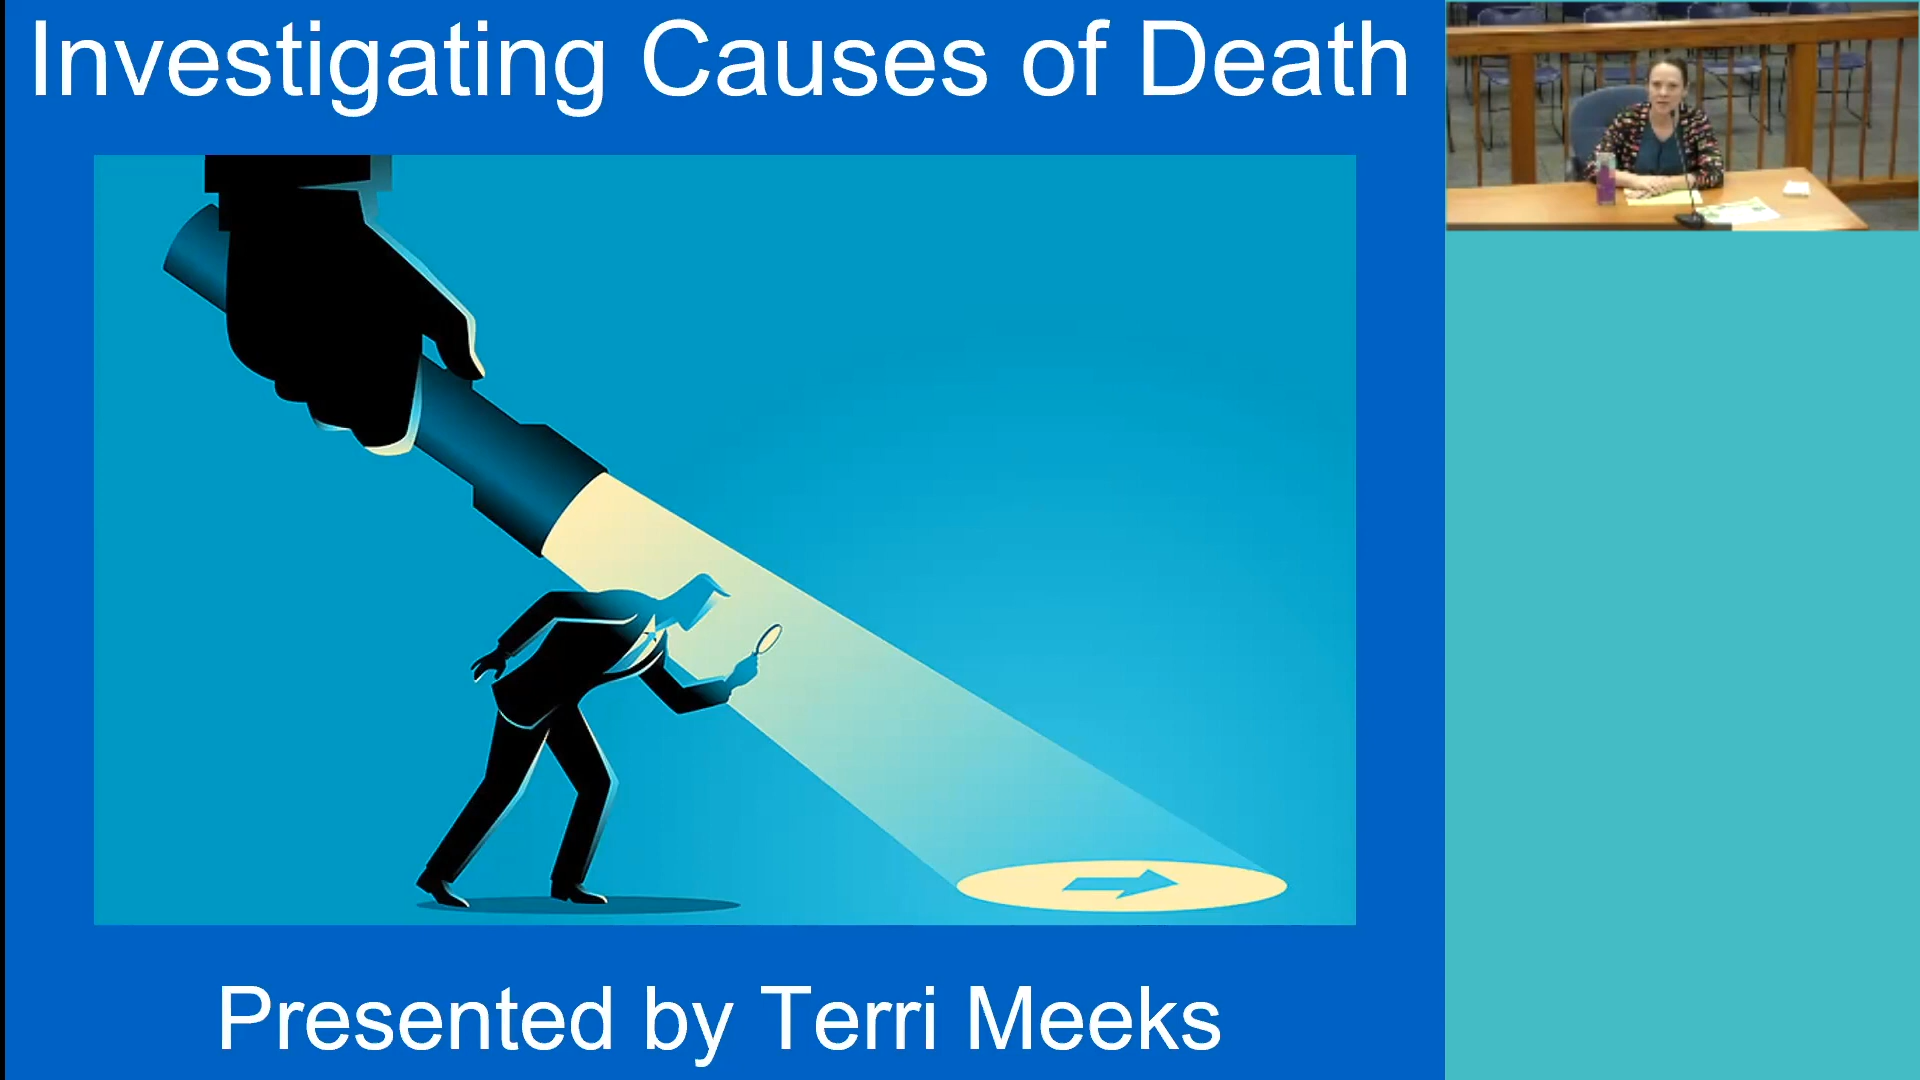 Investigating Causes of Death
Presented by Terri Meeks